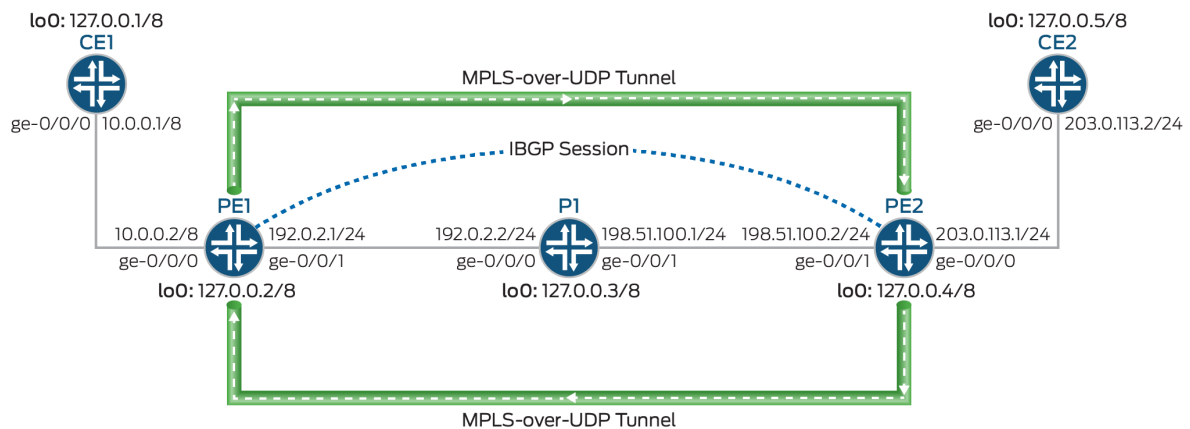 lo0: 127.0.0.1/8
CE1
lo0: 127.0.0.5/8
CE2
MPLS-over-UDP Tunnel
ge-0/0/0 10.0.0.1/8
ge-0/0/0 203.0.113.2/24
IBGP Session
PE1
P1
PE2
10.0.0.2/8 192.0.2.1/24
192.0.2.2/24 198.51.100.1/24
198.51.100.2/24 203.0.113.1/24
ge-0/0/0 ge-0/0/1
ge-0/0/0 ge-0/0/1
ge-0/0/1 ge-0/0/0
lo0: 127.0.0.2/8
lo0: 127.0.0.3/8
lo0: 127.0.0.4/8
MPLS-over-UDP Tunnel